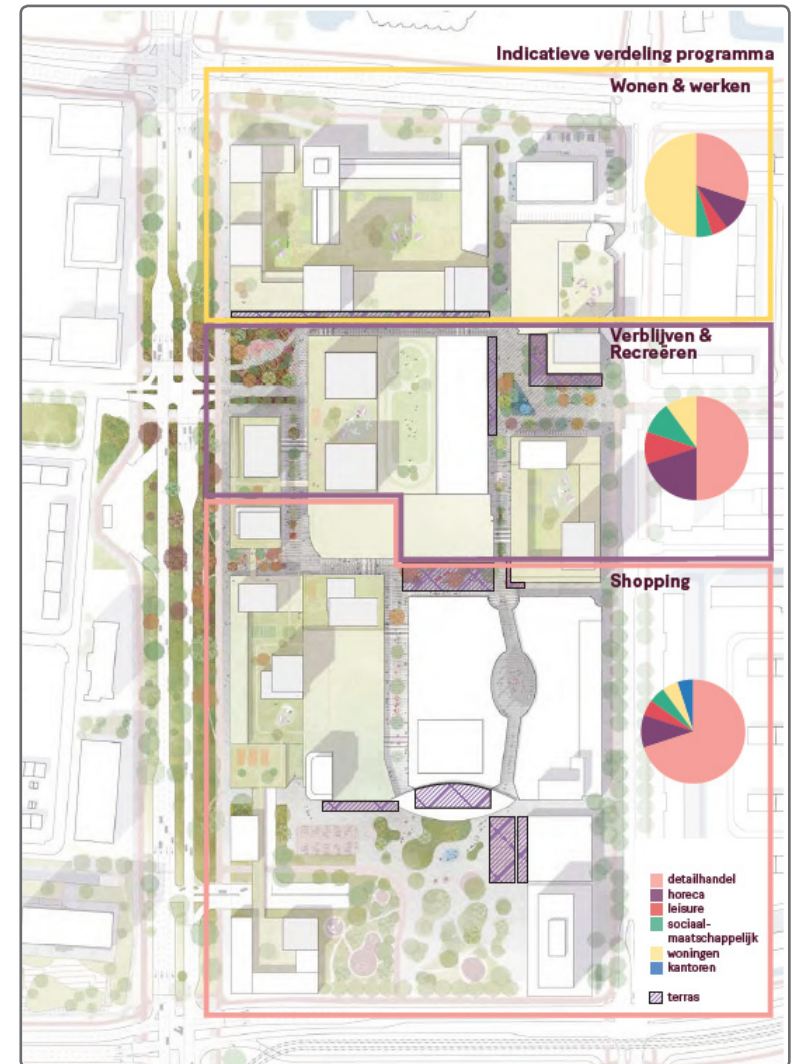 Indicatieve verdeling programma
Wonen & werken
Verblijven &
Recreëren
Shopping
detailhandel
horeca
leisure
sociaal-
maatschappelijk
woningen
kantoren
terras